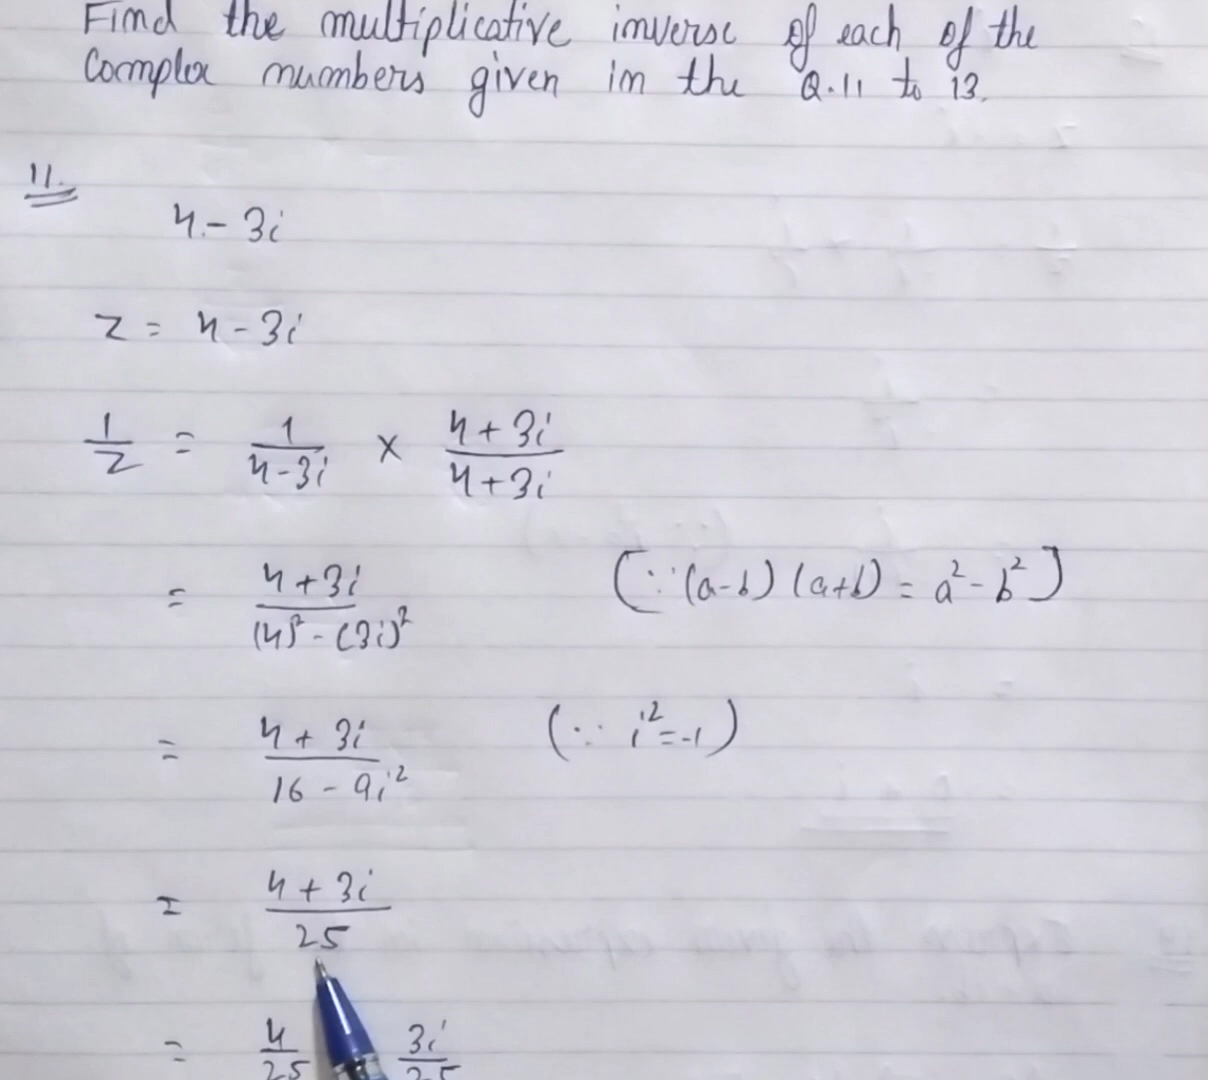 Find the multiplicative inverse of each of the
Complex numbers given in the Q.11 to 13.
11.
4 - 3i
z = 4 - 3i
1/z = 1/(4-3i) × (4+3i)/(4+3i)
= (4+3i)/((4)² - (3i)²) [∵ (a-b) (a+b) = a² - b²]
= (4+3i)/(16 - 9i²) (∵ i² = -1)
= (4+3i)/25
= 4/25 3i/25